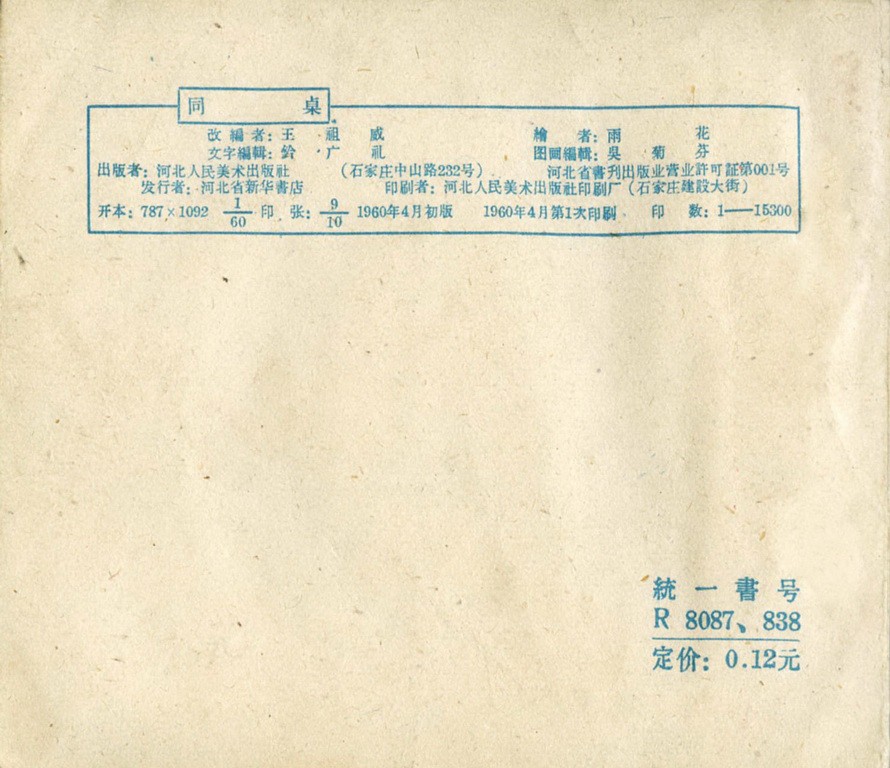 同 桌
改編者：王祖威 繪者：雨花
文字編輯：鈴广礼 图画編輯：吳菊芬
出版者：河北人民美术出版社 （石家庄中山路232号） 河北省書刊出版业营业許可証第001号
发行者：河北省新华書店 印刷者：河北人民美术出版社印刷厂（石家庄建設大街）
开本：787×1092 1/60 印张：9/10 1960年4月初版 1960年4月第1次印刷 印数：1——15300
統一書号
R 8087、838
定价：0.12元